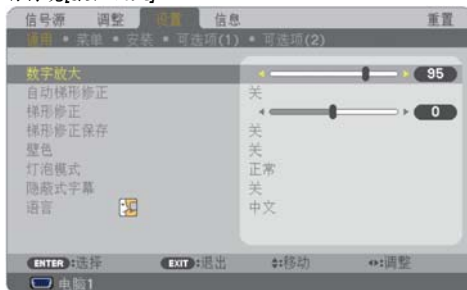 信号源 调整 设置 信息 重置
通用 • 菜单 • 安装 • 可选项(1) • 可选项(2)
数字放大 95
自动梯形修正 关
梯形修正 0
梯形修正保存 关
壁色 关
灯泡模式 正常
隐蔽式字幕 关
语言 中文
ENTER:选择 EXIT:退出 :移动 :调整
电脑1